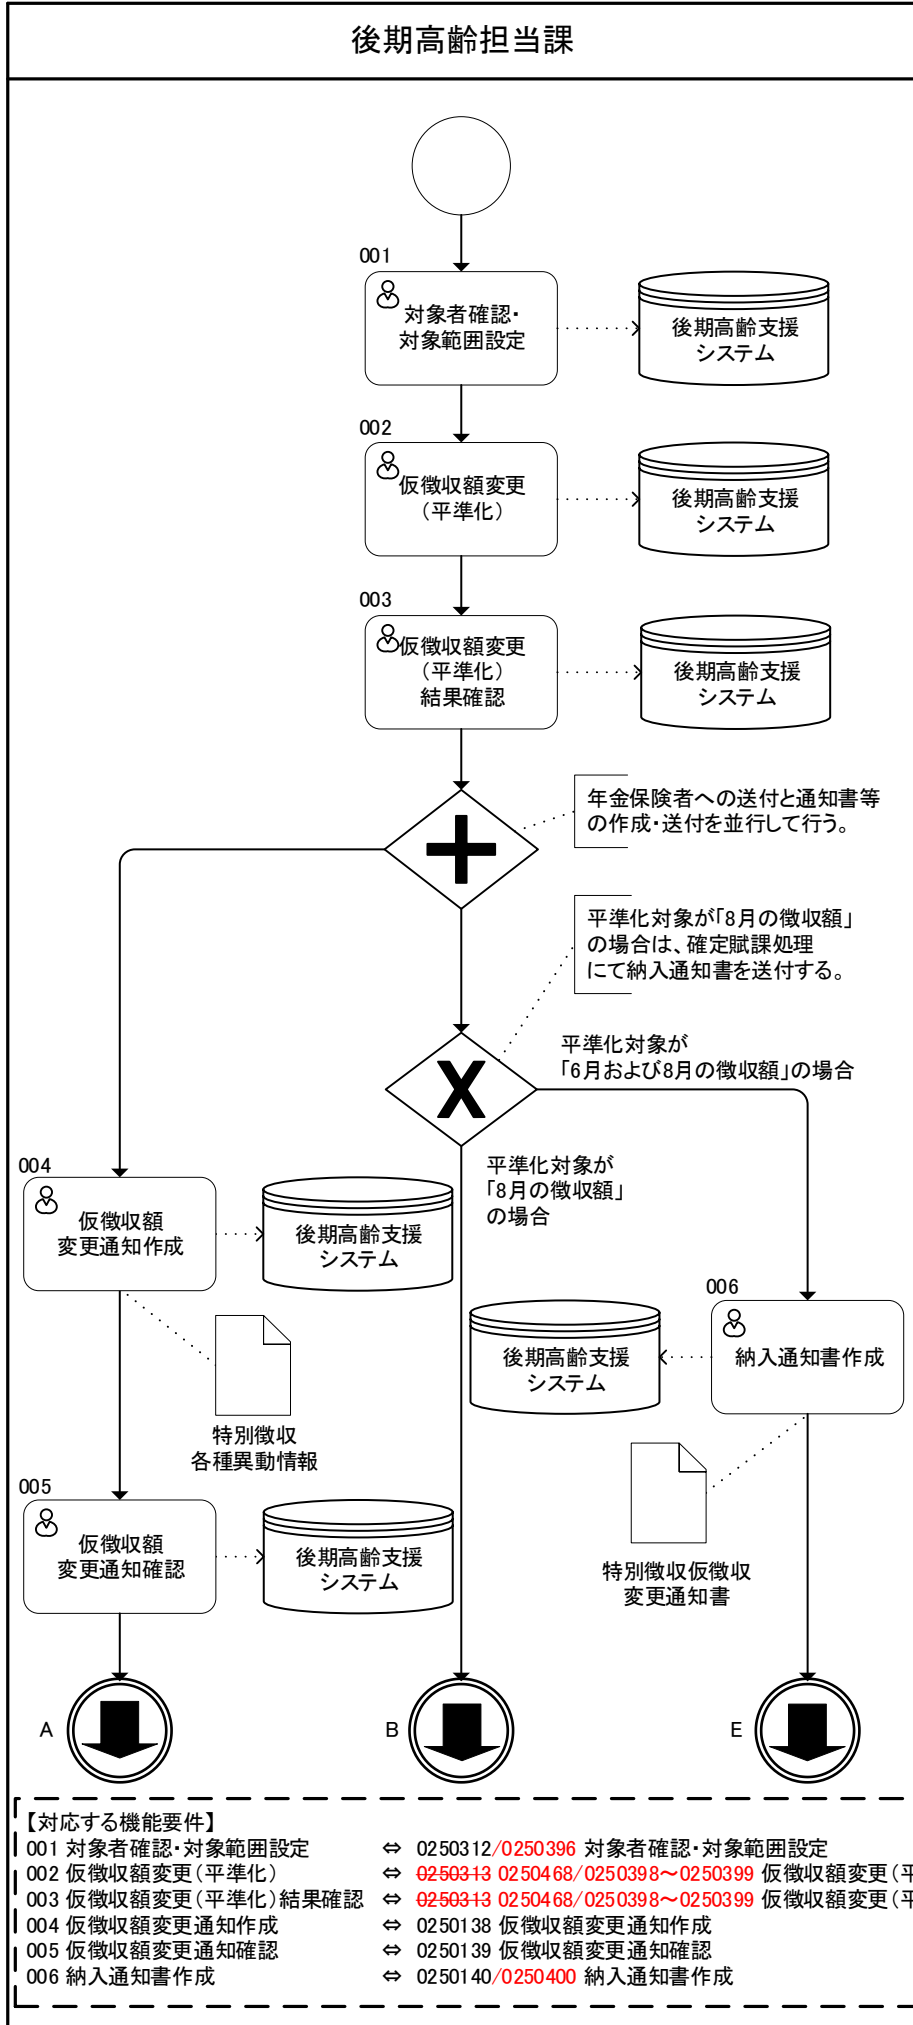 後期高齢担当課
001
対象者確認・
対象範囲設定
後期高齢支援
システム
002
仮徴収額変更
（平準化）
後期高齢支援
システム
003
仮徴収額変更
（平準化）
結果確認
後期高齢支援
システム
年金保険者への送付と通知書等
の作成・送付を並行して行う。
平準化対象が「8月の徴収額」
の場合は、確定賦課処理
にて納入通知書を送付する。
平準化対象が
「6月および8月の徴収額」の場合
平準化対象が
「8月の徴収額」
の場合
004
仮徴収額
変更通知作成
後期高齢支援
システム
特別徴収
各種異動情報
006
納入通知書作成
後期高齢支援
システム
特別徴収仮徴収
変更通知書
005
仮徴収額
変更通知確認
後期高齢支援
システム
A
B
E
【対応する機能要件】
001 対象者確認・対象範囲設定 ⇔ 0250312/0250396 対象者確認・対象範囲設定
002 仮徴収額変更（平準化） ⇔ 0250313 0250468/0250398～0250399 仮徴収額変更（平
003 仮徴収額変更（平準化）結果確認 ⇔ 0250313 0250468/0250398～0250399 仮徴収額変更（平
004 仮徴収額変更通知作成 ⇔ 0250138 仮徴収額変更通知作成
005 仮徴収額変更通知確認 ⇔ 0250139 仮徴収額変更通知確認
006 納入通知書作成 ⇔ 0250140/0250400 納入通知書作成